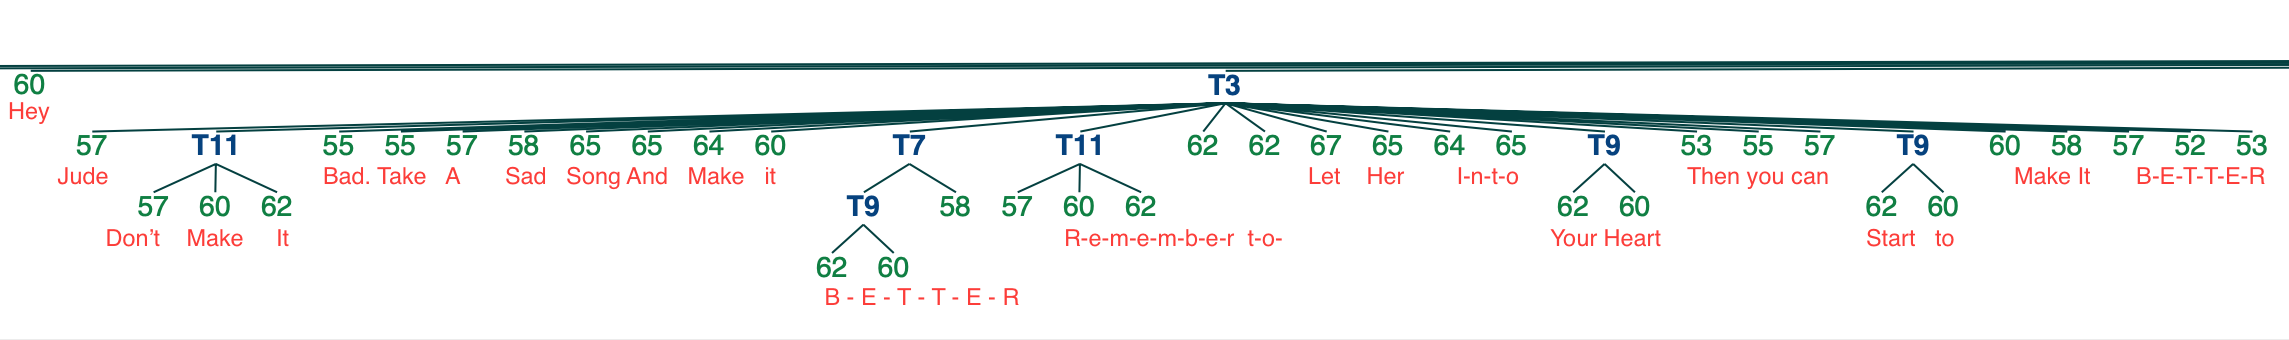 60 T3
Hey
57 T11 55 55 57 58 65 65 64 60 T7 T11 62 62 67 65 64 65 T9 53 55 57 T9 60 58 57 52 53
Jude Bad. Take A Sad Song And Make it Let Her I-n-t-o Then you can Make It B-E-T-T-E-R
57 60 62 T9 58 57 60 62 62 60 62 60
Don't Make It R-e-m-e-m-b-e-r t-o- Your Heart Start to
62 60
B - E - T - T - E - R